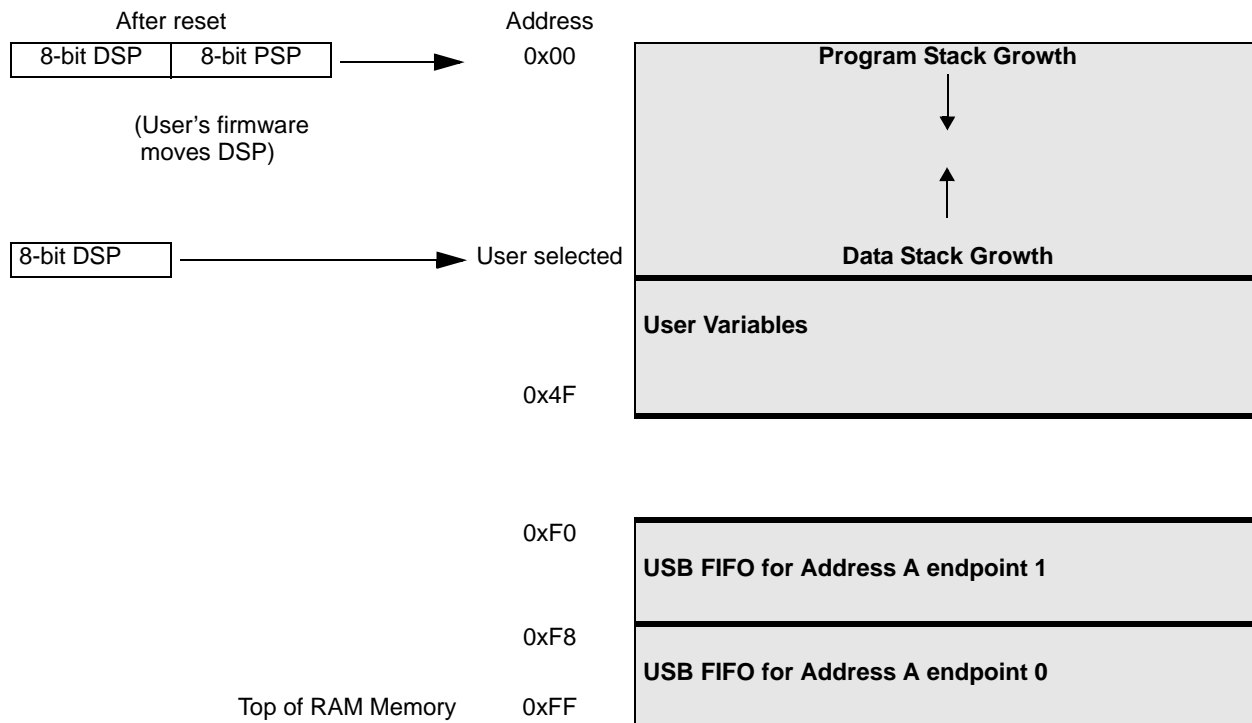 After reset
Address
8-bit DSP 8-bit PSP
0x00
Program Stack Growth
(User's firmware
moves DSP)
8-bit DSP
User selected
Data Stack Growth
User Variables
0x4F
0xF0
USB FIFO for Address A endpoint 1
0xF8
USB FIFO for Address A endpoint 0
Top of RAM Memory
0xFF